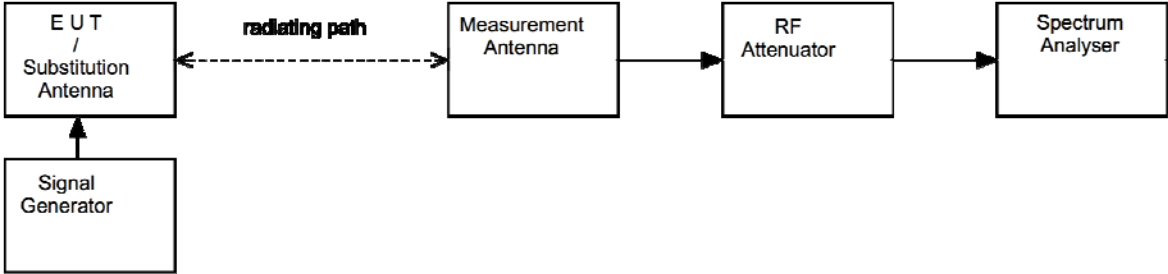 E U T
/
Substitution
Antenna
radiating path
Measurement
Antenna
RF
Attenuator
Spectrum
Analyser
Signal
Generator